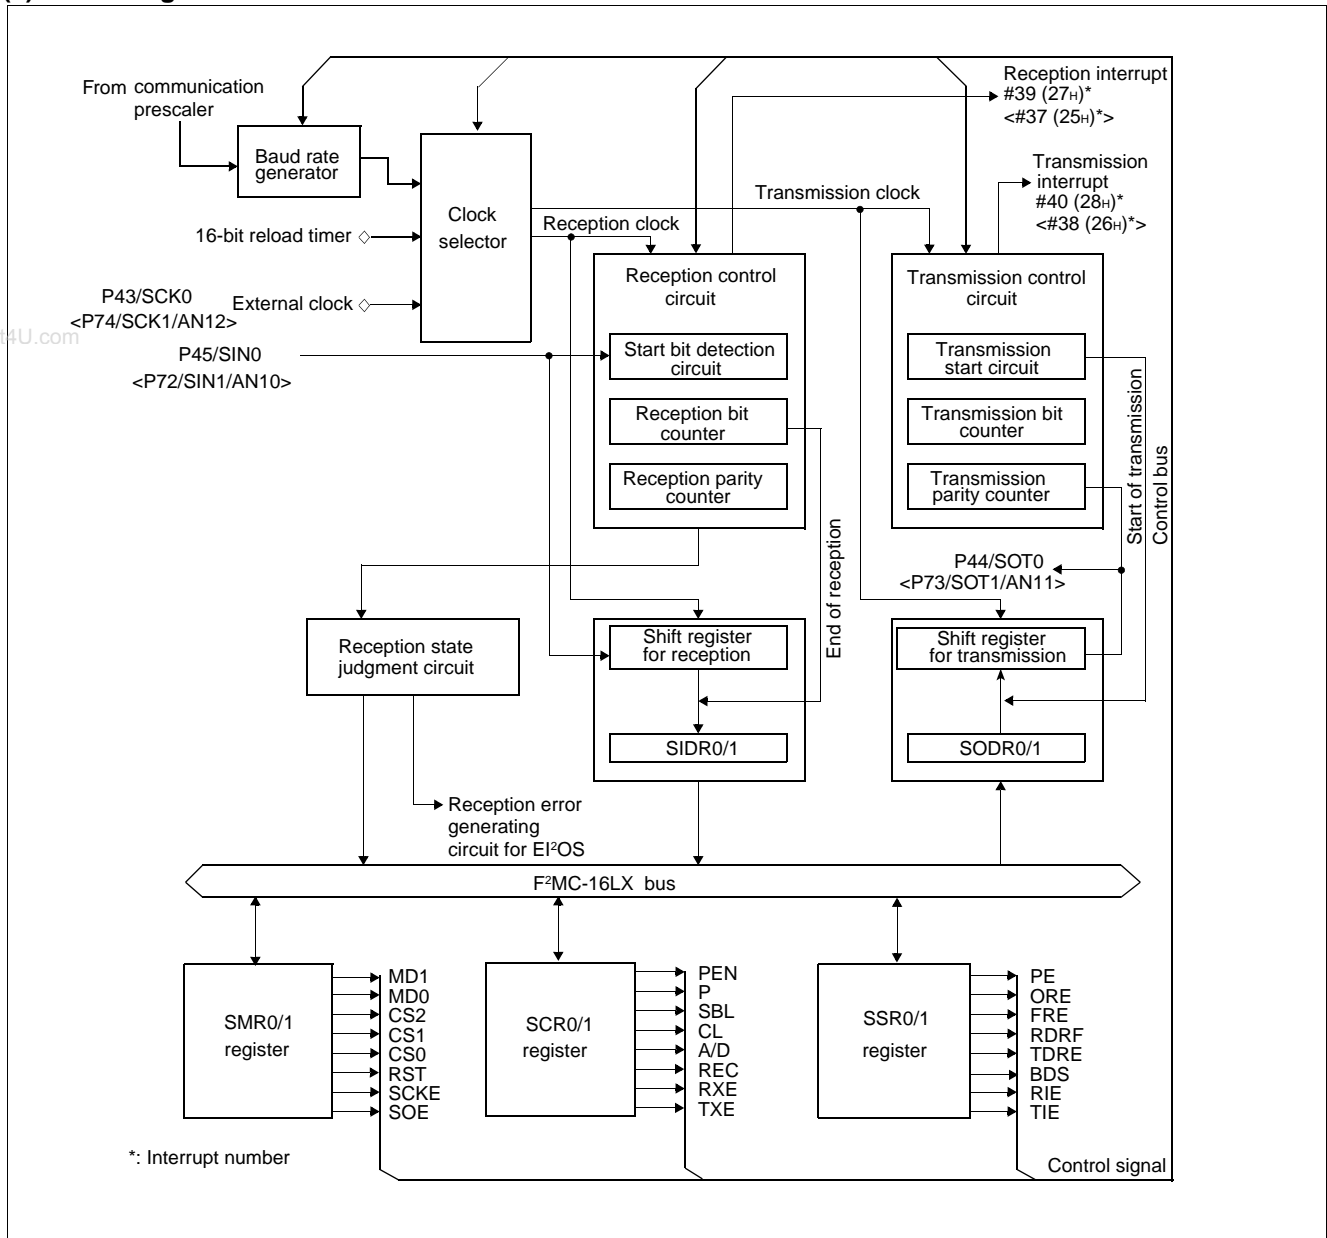 From communication
prescaler
Baud rate
generator
Clock
selector
16-bit reload timer
P43/SCK0
<P74/SCK1/AN12>
External clock
t4U.com
P45/SIN0
<P72/SIN1/AN10>
Reception clock
Transmission clock
Reception interrupt
#39 (27H)*
<#37 (25H)*>
Transmission
interrupt
#40 (28H)*
<#38 (26H)*>
Reception control
circuit
Start bit detection
circuit
Reception bit
counter
Reception parity
counter
Transmission control
circuit
Transmission
start circuit
Transmission bit
counter
Transmission
parity counter
End of reception
Start of transmission
Control bus
P44/SOT0
<P73/SOT1/AN11>
Reception state
judgment circuit
Shift register
for reception
SIDR0/1
Shift register
for transmission
SODR0/1
Reception error
generating
circuit for EI²OS
F²MC-16LX bus
SMR0/1
register
MD1
MD0
CS2
CS1
CS0
RST
SCKE
SOE
SCR0/1
register
PEN
P
SBL
CL
A/D
REC
RXE
TXE
SSR0/1
register
PE
ORE
FRE
RDRF
TDRE
BDS
RIE
TIE
*: Interrupt number
Control signal